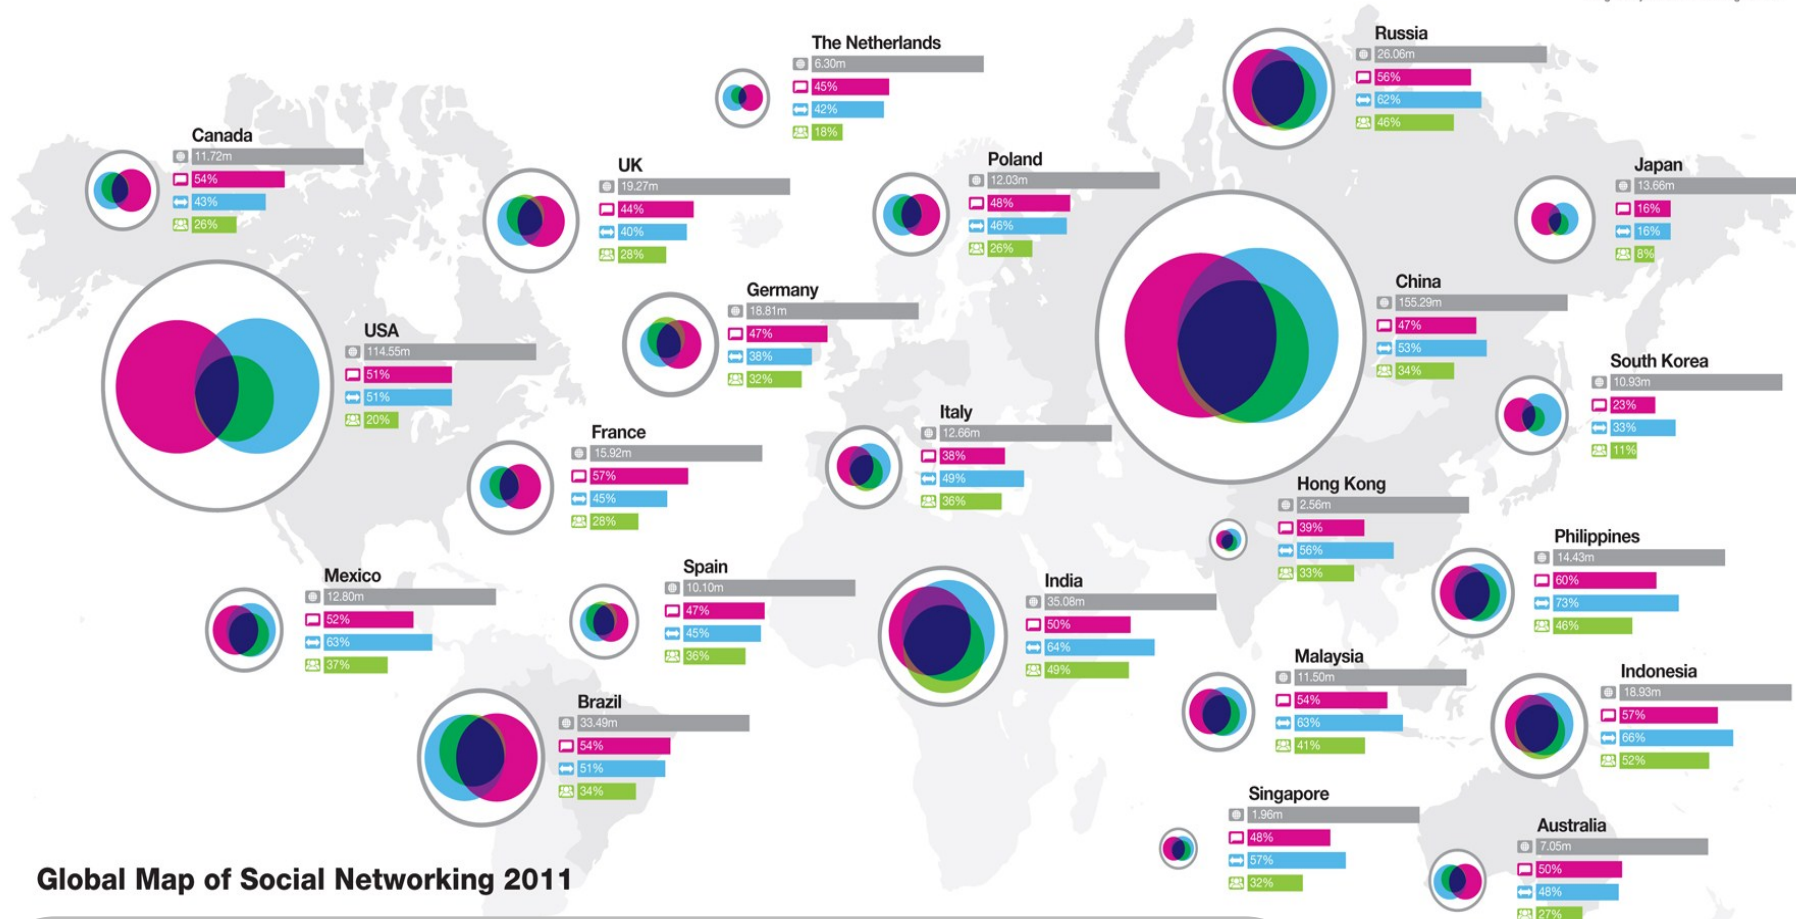 The Netherlands
6.30m
45%
42%
18%
Russia
26.06m
56%
62%
46%
Canada
11.72m
54%
43%
26%
UK
19.27m
44%
40%
28%
Poland
12.03m
48%
46%
26%
Japan
13.66m
16%
16%
8%
USA
114.55m
51%
51%
20%
Germany
18.81m
47%
38%
32%
China
155.29m
47%
53%
34%
South Korea
10.93m
23%
33%
11%
France
15.92m
57%
45%
28%
Italy
12.66m
38%
49%
36%
Hong Kong
2.56m
39%
56%
33%
Philippines
14.43m
60%
73%
46%
Mexico
12.80m
52%
63%
37%
Spain
10.10m
47%
45%
36%
India
35.08m
50%
64%
49%
Malaysia
11.50m
54%
63%
41%
Indonesia
18.93m
57%
66%
52%
Brazil
33.49m
54%
51%
34%
Singapore
1.96m
48%
57%
32%
Australia
7.05m
50%
48%
27%
Global Map of Social Networking 2011